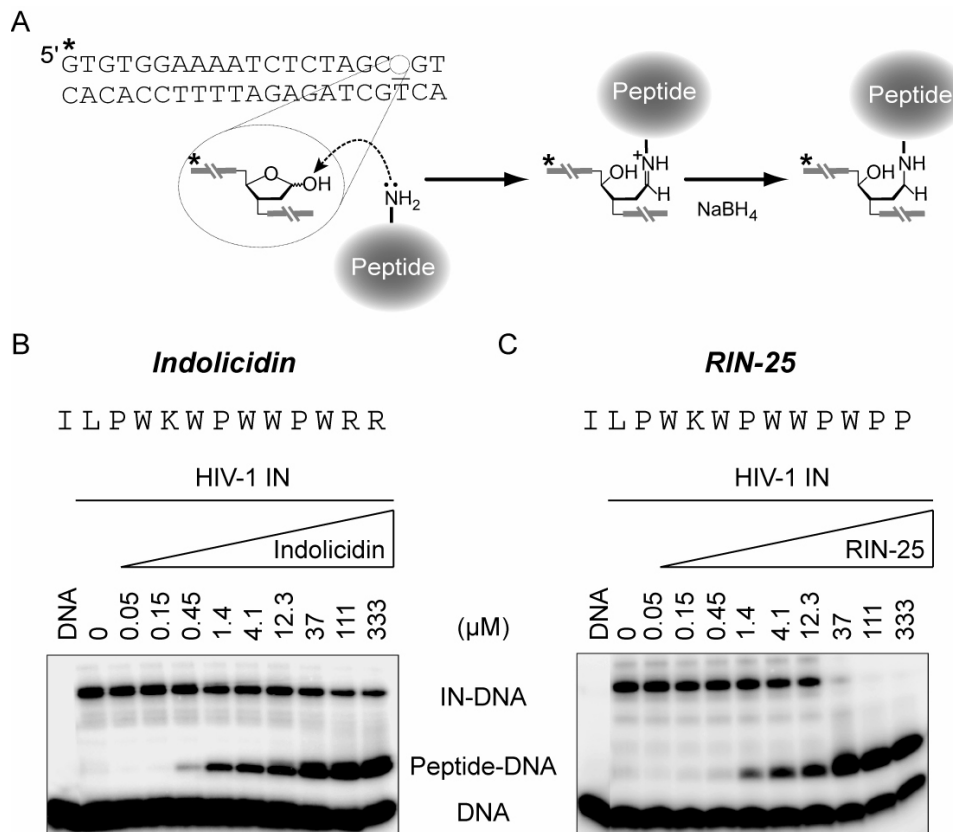 A
*
5' GTGTGGAAAATCTCTAGC GT
CACACCTTTTAGAGATCGTCA
Peptide
Peptide
*
O
OH
NH2
Peptide
*
OH
+
NH
H
NaBH4
*
OH
NH
H
B
Indolicidin
I L P W K W P W W P W R R
HIV-1 IN
Indolicidin
DNA
0
0.05
0.15
0.45
1.4
4.1
12.3
37
111
333
(µM)
IN-DNA
Peptide-DNA
DNA
C
RIN-25
I L P W K W P W W P W P P
HIV-1 IN
RIN-25
DNA
0
0.05
0.15
0.45
1.4
4.1
12.3
37
111
333